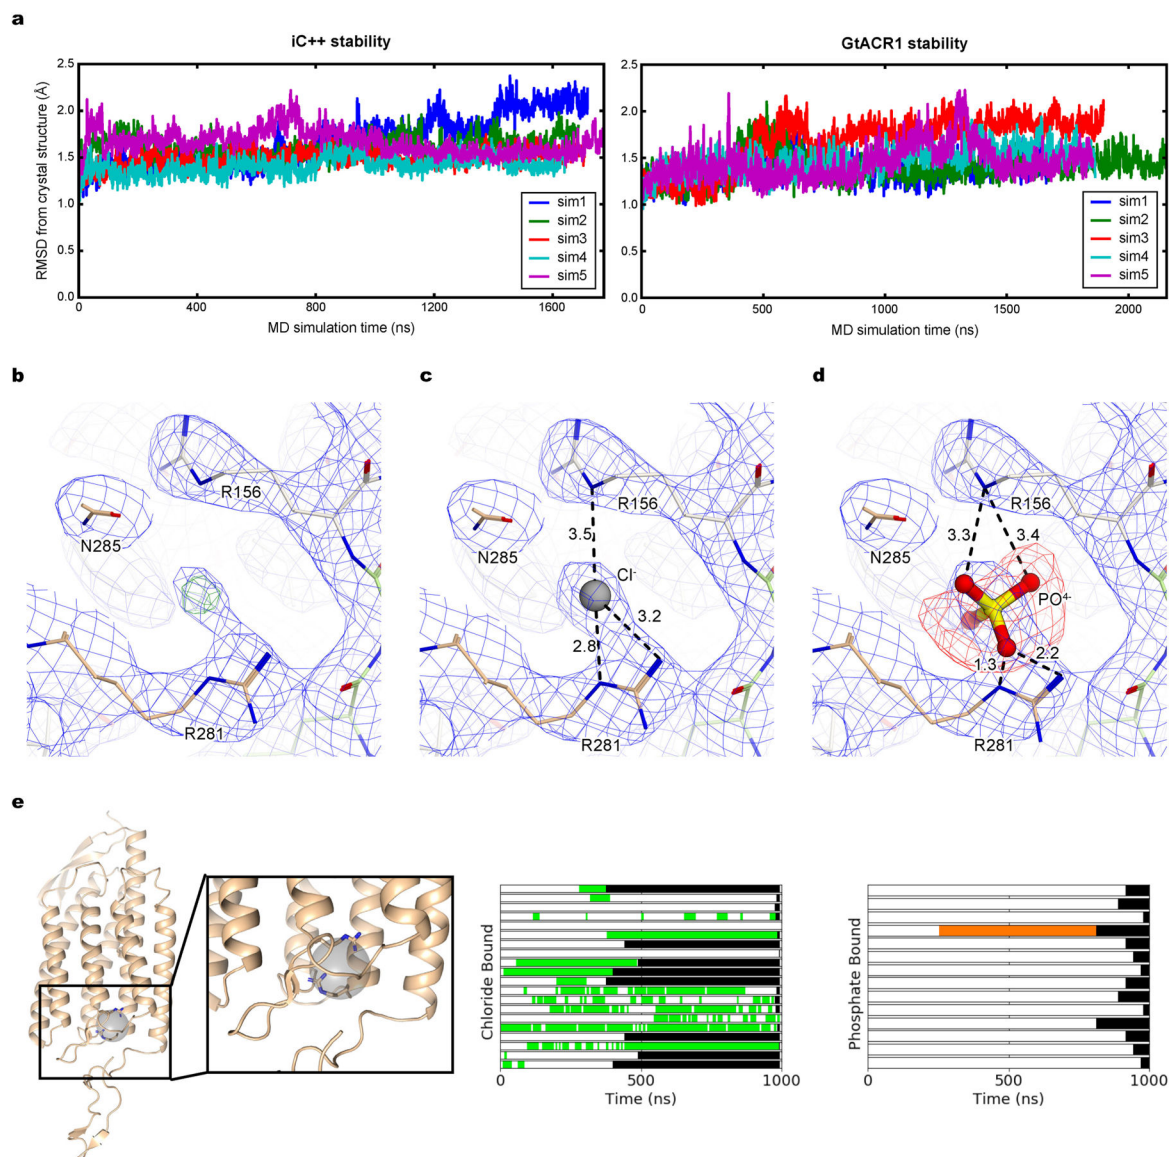 a
iC++ stability
GtACR1 stability
RMSD from crystal structure (Å)
2.5
2.0
1.5
1.0
0.5
0.0
sim1
sim2
sim3
sim4
sim5
0
400
800
1200
1600
MD simulation time (ns)
2.5
2.0
1.5
1.0
0.5
0.0
sim1
sim2
sim3
sim4
sim5
0
500
1000
1500
2000
MD simulation time (ns)
b
c
d
R156
N285
R281
R156
N285
3.5
Cl-
3.2
2.8
R281
R156
N285
3.3
3.4
PO4-
2.2
1.3
R281
e
Chloride Bound
0
500
1000
Time (ns)
Phosphate Bound
0
500
1000
Time (ns)